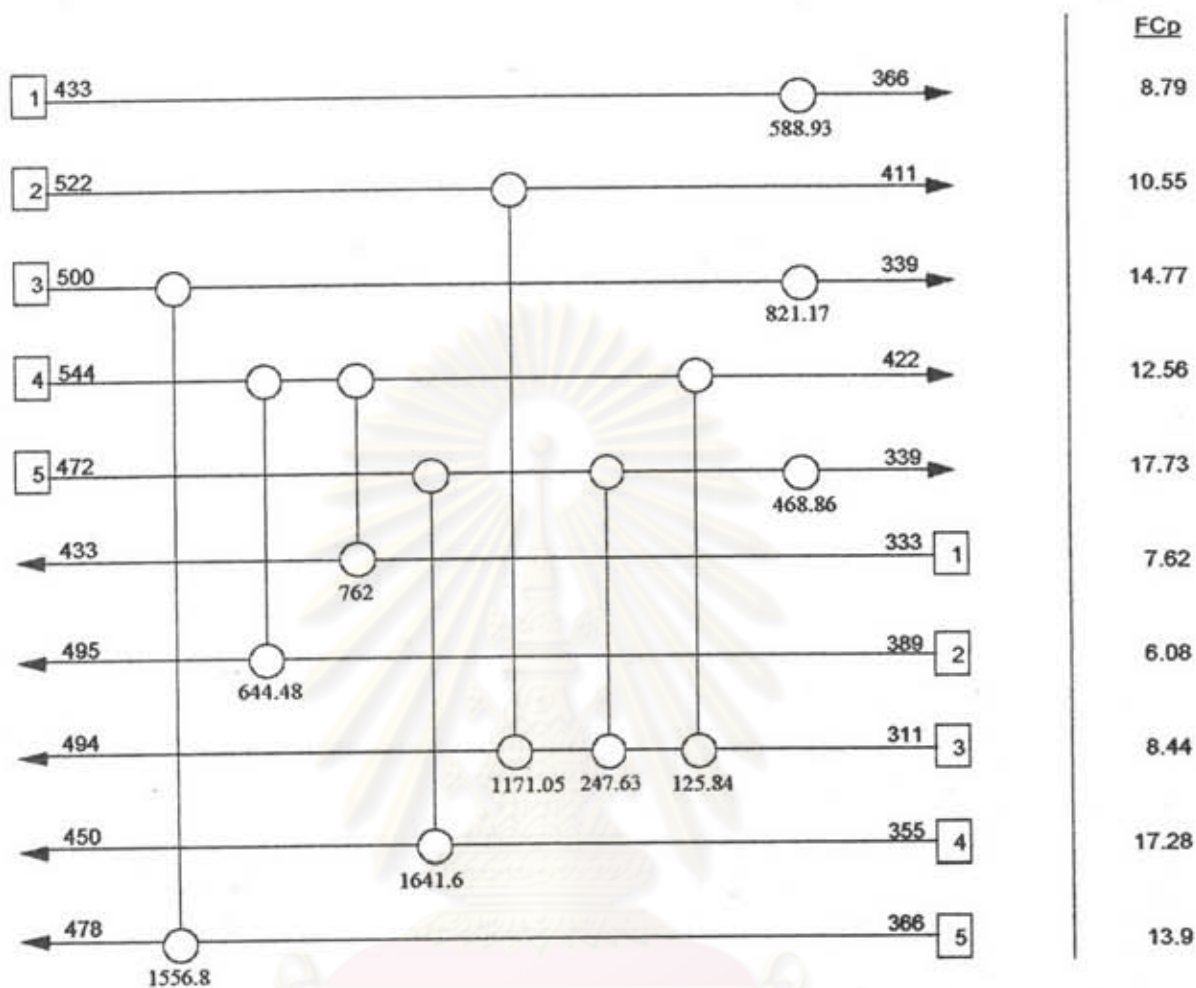 FCp
1 433 366 8.79
588.93
2 522 411 10.55
3 500 339 14.77
821.17
4 544 422 12.56
5 472 339 17.73
468.86
433 333 1 7.62
762
495 389 2 6.08
644.48
494 311 3 8.44
1171.05 247.63 125.84
450 355 4 17.28
1641.6
478 366 5 13.9
1556.8